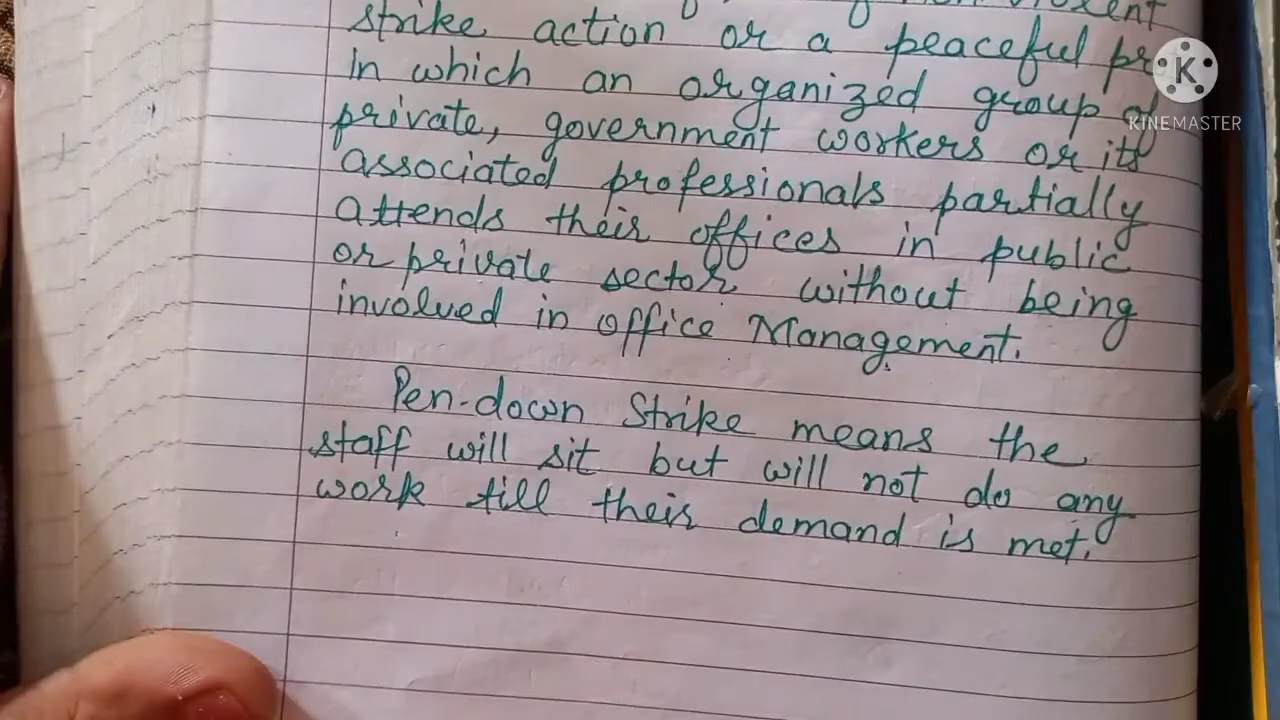 violent
strike action or a peaceful pr
in which an organized group of
private, government workers or its
associated professionals partially
attends their offices in public
or private sector without being
involved in office Management.
Pen-down Strike means the
staff will sit but will not do any
work till their demand is met.
K
KINEMASTER